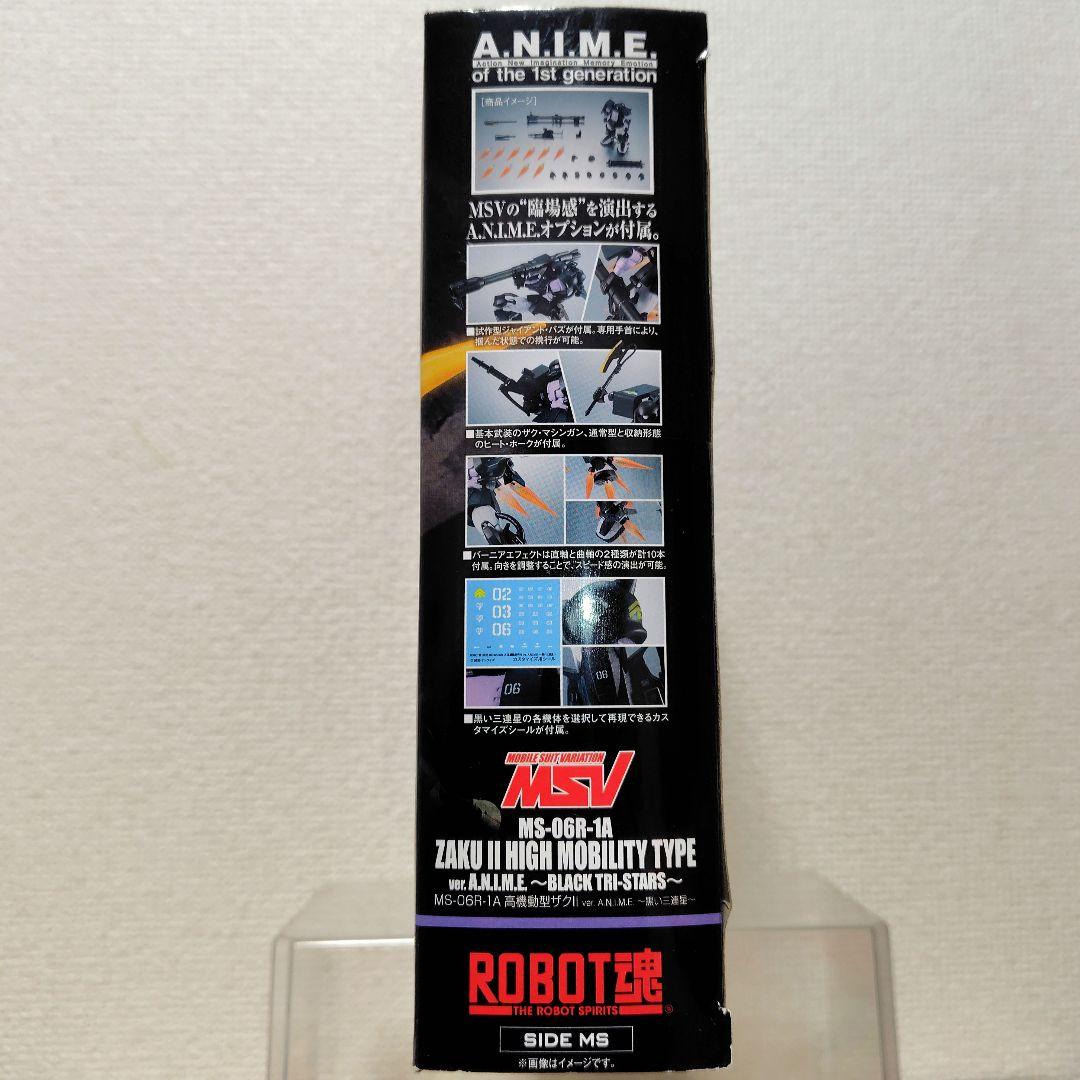 A.N.I.M.E.
Action New Imagination Memory Emotion
of the 1st generation
[商品イメージ]
MSVの“臨場感”を演出する
A.N.I.M.E.オプションが付属。
■試作型ジャイアント・バズが付属。専用手首により、
掴んだ状態での携行が可能。
■基本武装のザク・マシンガン、通常型と収納形態
のヒート・ホークが付属。
■バーニアエフェクトは直軸と曲軸の2種類が計10本
付属。向きを調整することで、スピード感の演出が可能。
02
03
06
カスタマイズ用シール
06
06
■黒い三連星の各機体を選択して再現できるカス
タマイズシールが付属。
MOBILE SUIT VARIATION
MSV
MS-06R-1A
ZAKU II HIGH MOBILITY TYPE
ver. A.N.I.M.E. ～BLACK TRI-STARS～
MS-06R-1A 高機動型ザクII ver. A.N.I.M.E. ～黒い三連星～
ROBOT魂
THE ROBOT SPIRITS
®
SIDE MS
※画像はイメージです。